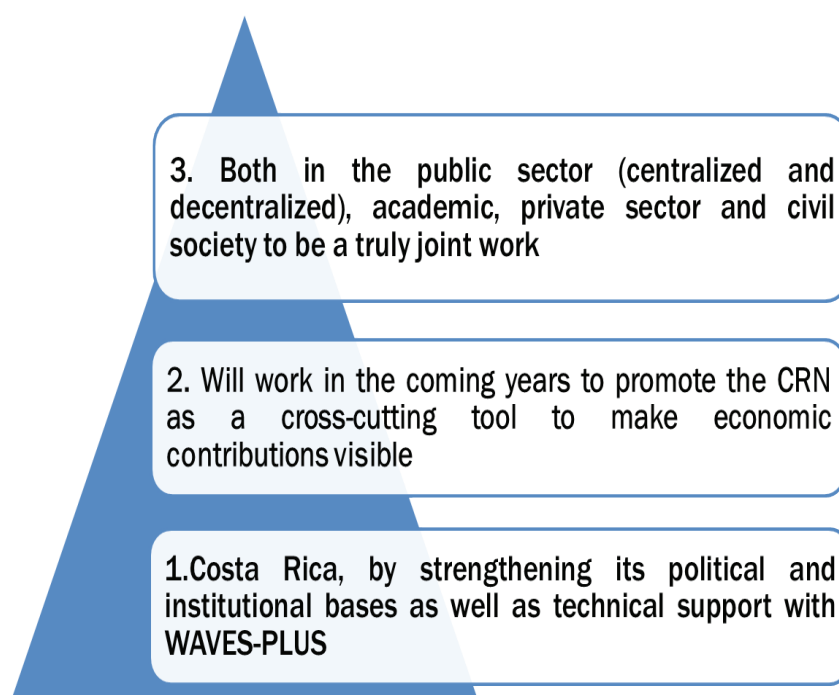 3. Both in the public sector (centralized and
decentralized), academic, private sector and civil
society to be a truly joint work
2. Will work in the coming years to promote the CRN
as a cross-cutting tool to make economic
contributions visible
1.Costa Rica, by strengthening its political and
institutional bases as well as technical support with
WAVES-PLUS